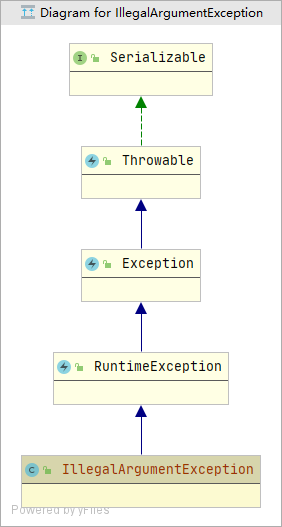 Diagram for IllegalArgumentException
I Serializable
Throwable
Exception
RuntimeException
C IllegalArgumentException
Powered by yFiles